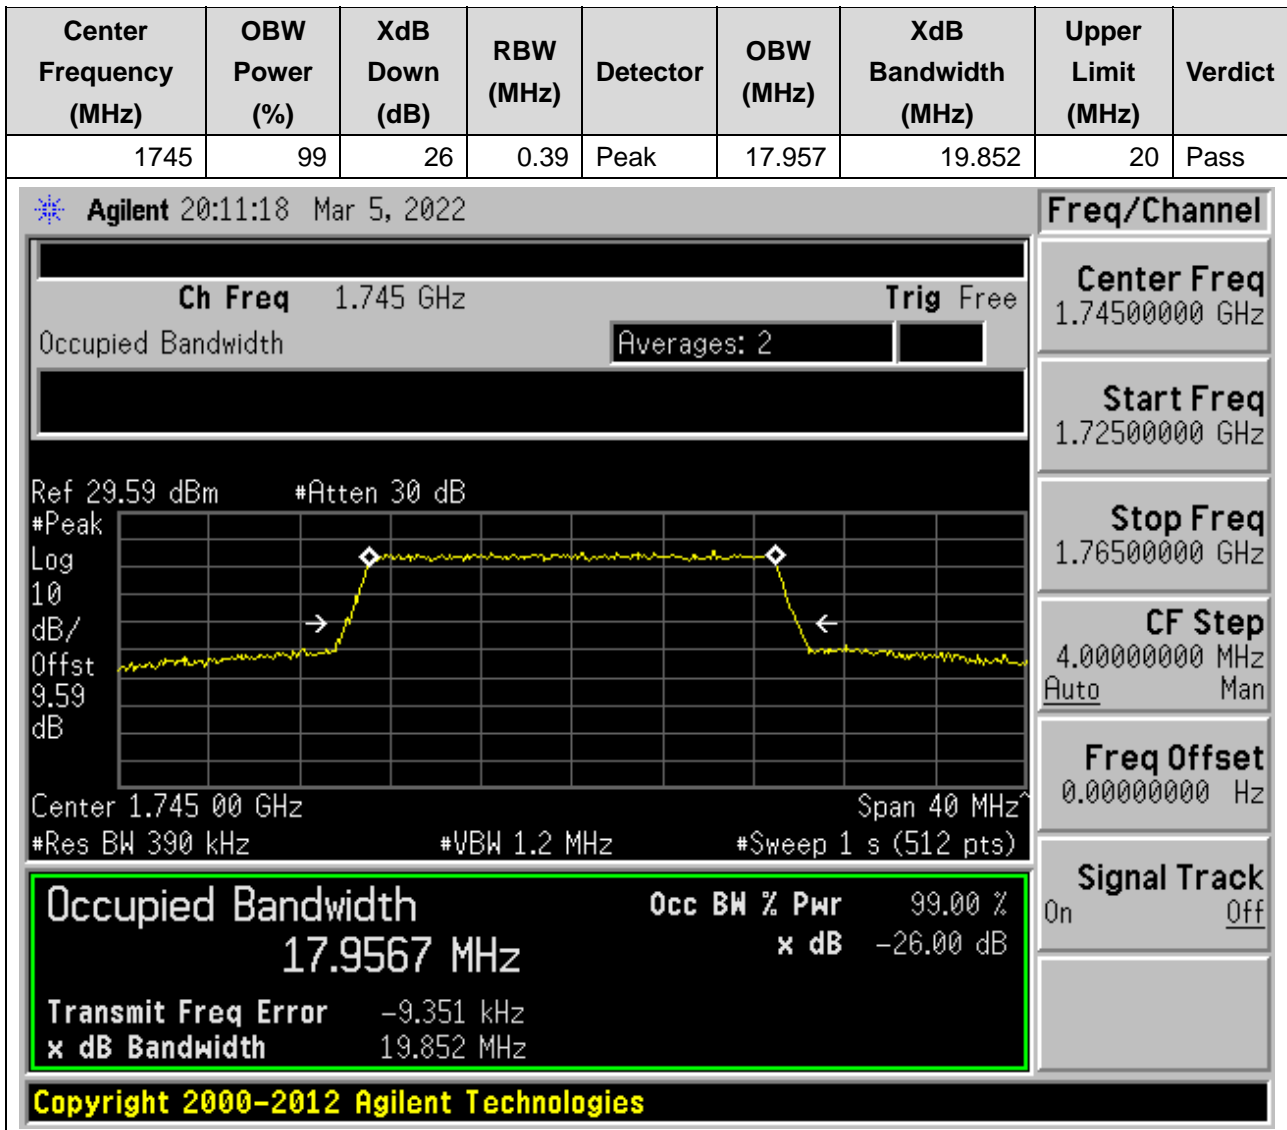 Center Frequency (MHz) OBW Power (%) XdB Down (dB) RBW (MHz) Detector OBW (MHz) XdB Bandwidth (MHz) Upper Limit (MHz) Verdict
1745 99 26 0.39 Peak 17.957 19.852 20 Pass
Agilent 20:11:18 Mar 5, 2022
Freq/Channel
Ch Freq 1.745 GHz Trig Free
Occupied Bandwidth Averages: 2
Center Freq
1.74500000 GHz
Start Freq
1.72500000 GHz
Stop Freq
1.76500000 GHz
CF Step
4.00000000 MHz
Auto Man
Freq Offset
0.00000000 Hz
Signal Track
On Off
Ref 29.59 dBm #Atten 30 dB
#Peak
Log
10
dB/
Offst
9.59
dB
Center 1.745 00 GHz Span 40 MHz^
#Res BW 390 kHz #VBW 1.2 MHz #Sweep 1 s (512 pts)
Occupied Bandwidth Occ BW % Pwr 99.00 %
17.9567 MHz x dB -26.00 dB
Transmit Freq Error -9.351 kHz
x dB Bandwidth 19.852 MHz
Copyright 2000-2012 Agilent Technologies